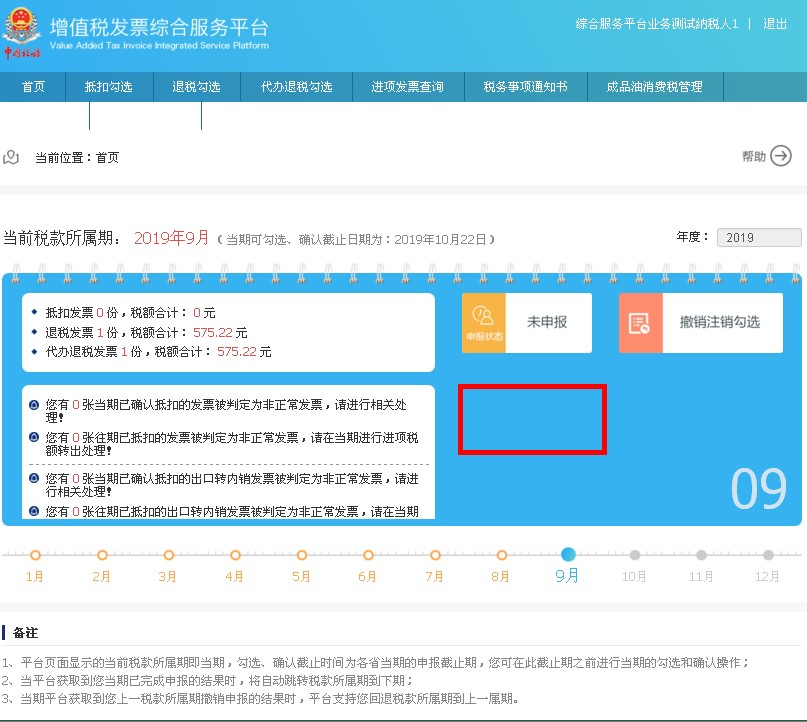 增值税发票综合服务平台
Value Added Tax Invoice Integrated Service Platform
中国税务
综合服务平台业务测试纳税人1 | 退出
首页 抵扣勾选 退税勾选 代办退税勾选 进项发票查询 税务事项通知书 成品油消费税管理
当前位置：首页
帮助
当前税款所属期： 2019年9月 （ 当期可勾选、确认截止日期为：2019年10月22日 ）
年度： 2019
抵扣发票 0 份，税额合计： 0 元
退税发票 1 份，税额合计： 575.22 元
代办退税发票 1 份，税额合计： 575.22 元
申报状态
未申报
撤销注销勾选
您有 0 张当期已确认抵扣的发票被判定为非正常发票，请进行相关处
理！
您有 0 张往期已抵扣的发票被判定为非正常发票，请在当期进行进项税
额转出处理！
您有 0 张当期已确认抵扣的出口转内销发票被判定为非正常发票，请进
行相关处理！
您有 0 张往期已抵扣的出口转内销发票被判定为非正常发票，请在当期
09
1月 2月 3月 4月 5月 6月 7月 8月 9月 10月 11月 12月
备注
1、平台页面显示的当前税款所属期即当期，勾选、确认截止时间为各省当期的申报截止期，您可在此截止期之前进行当期的勾选和确认操作；
2、当平台获取到您当期已完成申报的结果时，将自动跳转税款所属期到下期；
3、当期平台获取到您上一税款所属期撤销申报的结果时，平台支持您回退税款所属期到上一属期。